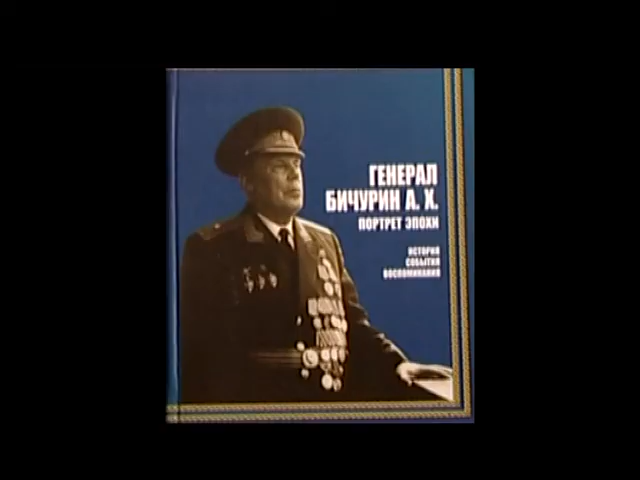 ГЕНЕРАЛ
БИЧУРИН А. Х.
ПОРТРЕТ ЭПОХИ
ИСТОРИЯ
СОБЫТИЯ
ВОСПОМИНАНИЯ